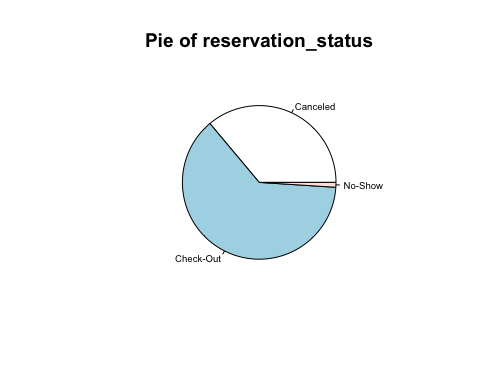 Pie of reservation_status
Canceled
No-Show
Check-Out